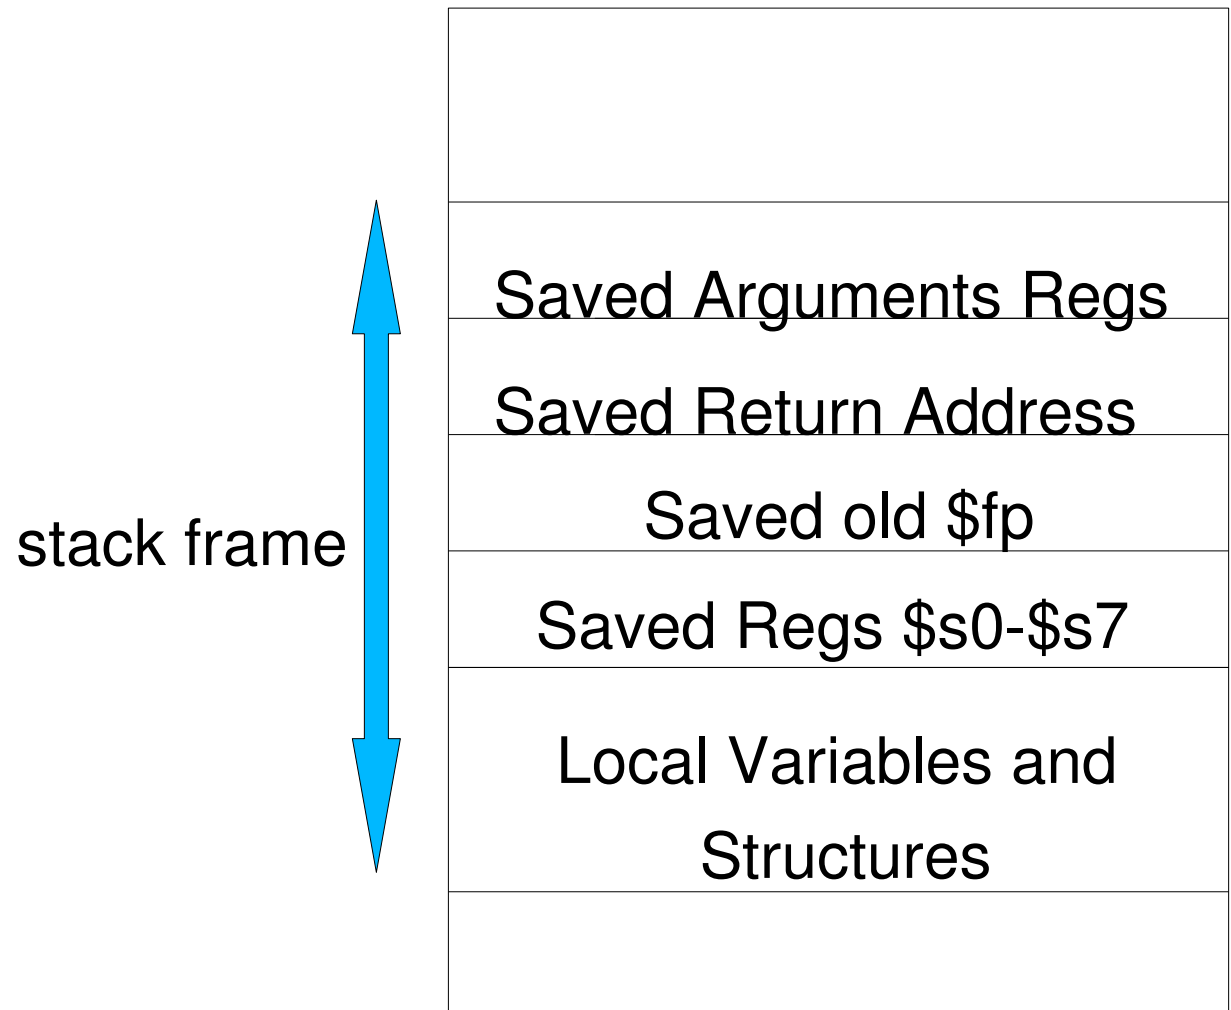 Saved Arguments Regs
Saved Return Address
Saved old $fp
stack frame
Saved Regs $s0-$s7
Local Variables and
Structures